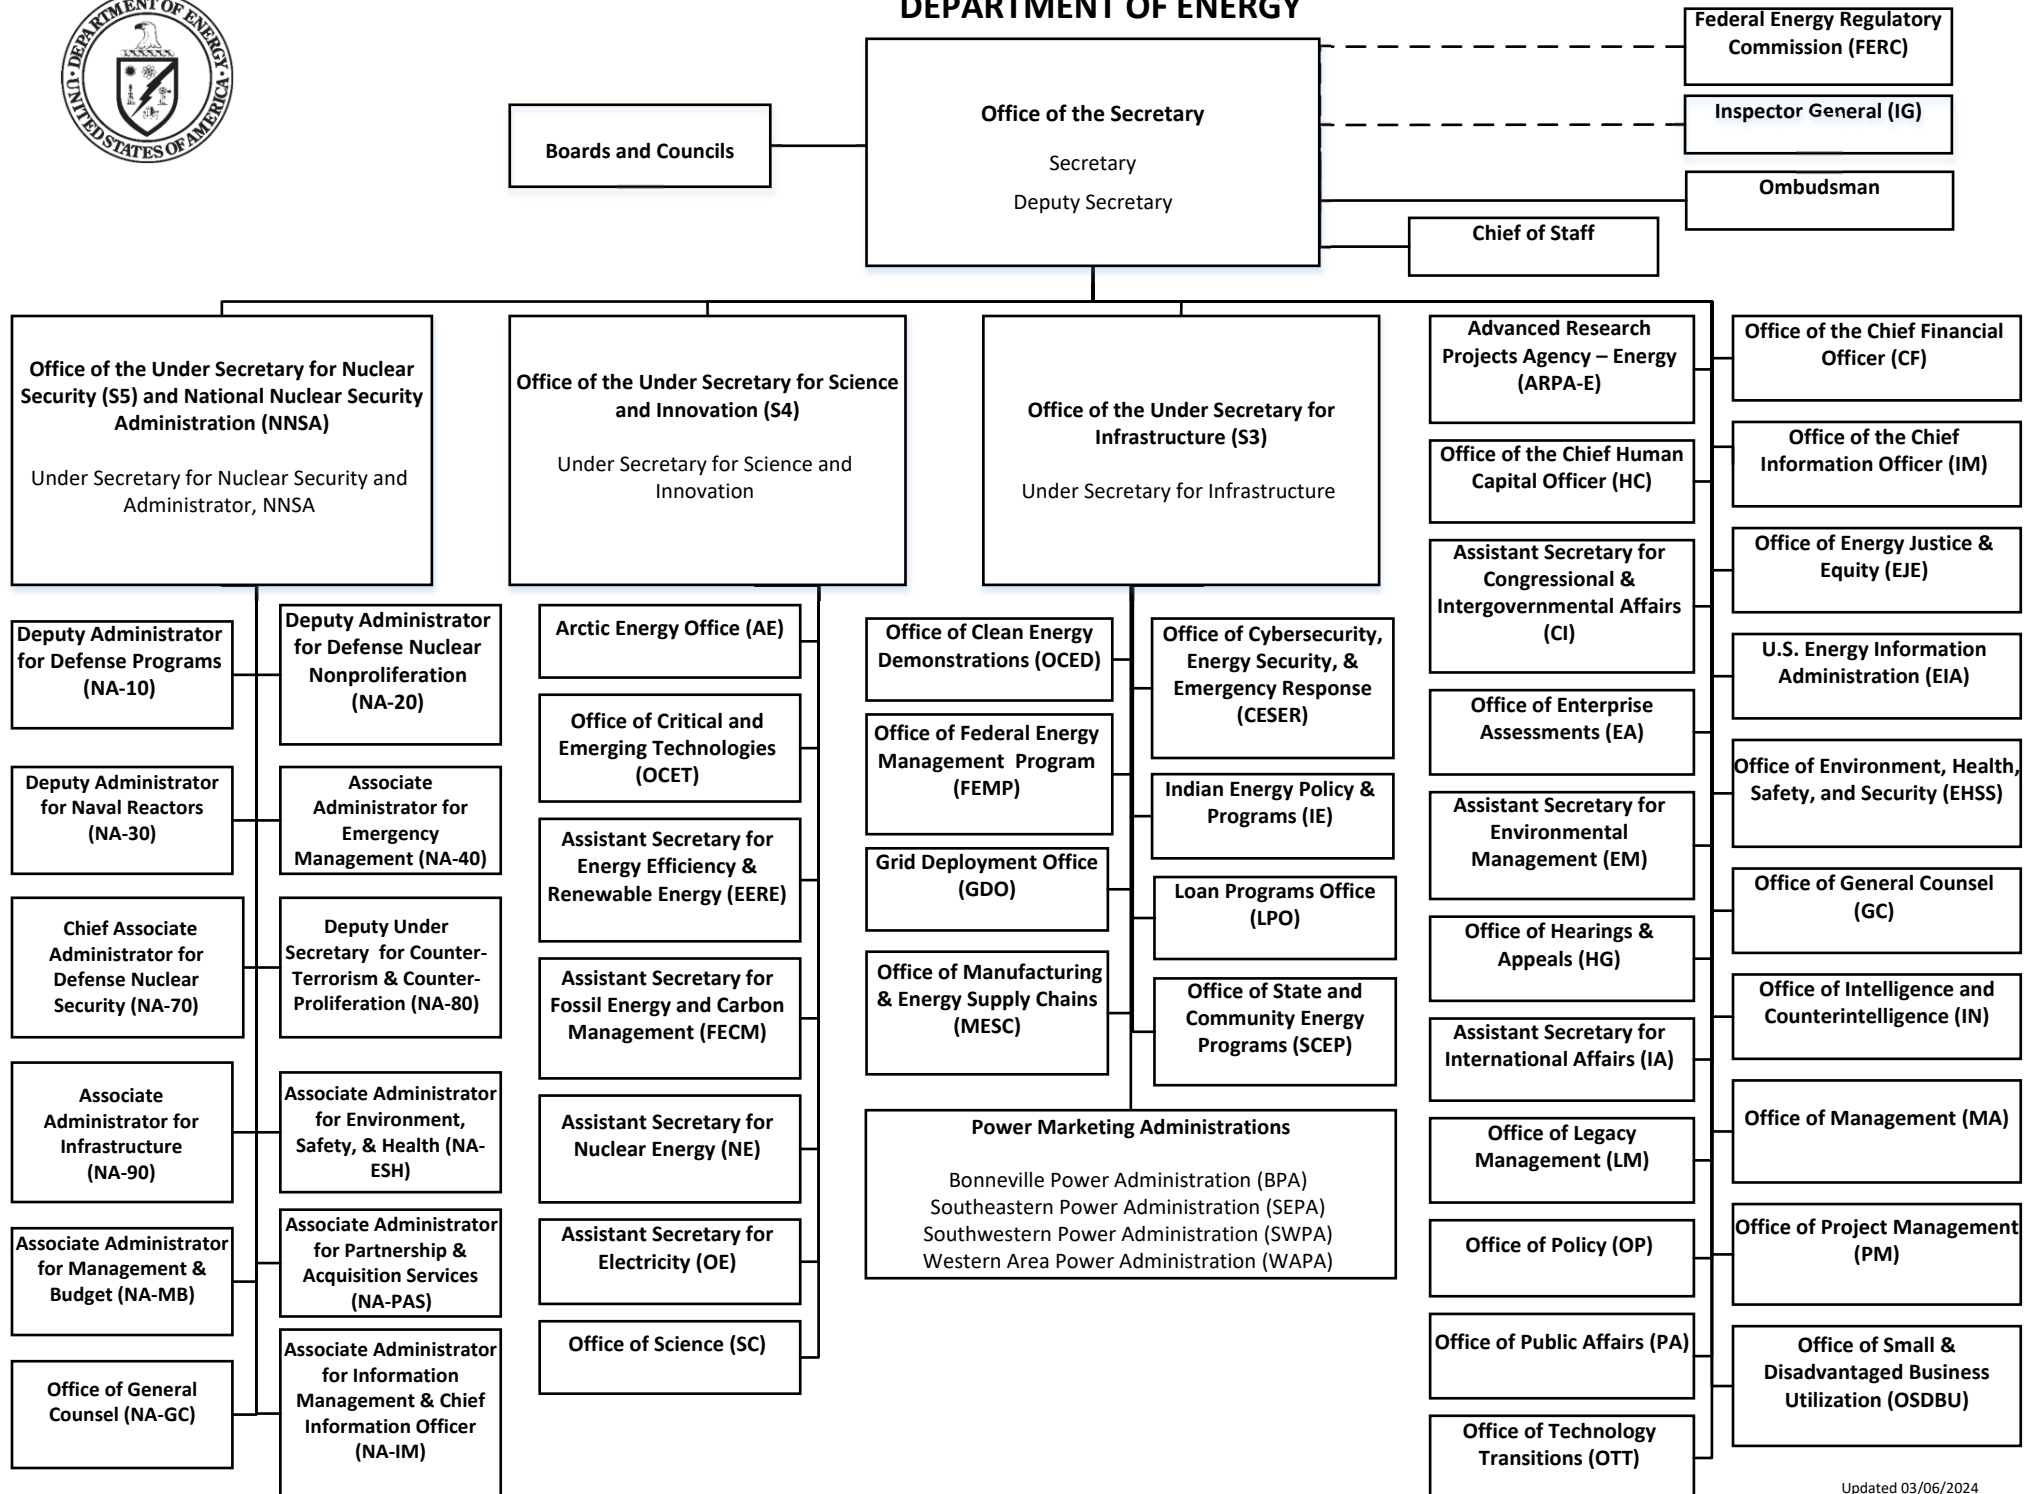 DEPARTMENT OF ENERGY
DEPARTMENT OF ENERGY
UNITED STATES OF AMERICA
Federal Energy Regulatory
Commission (FERC)
Office of the Secretary
Secretary
Deputy Secretary
Inspector General (IG)
Boards and Councils
Ombudsman
Chief of Staff
Office of the Under Secretary for Nuclear
Security (S5) and National Nuclear Security
Administration (NNSA)
Under Secretary for Nuclear Security and
Administrator, NNSA
Deputy Administrator
for Defense Programs
(NA-10)
Deputy Administrator
for Defense Nuclear
Nonproliferation
(NA-20)
Deputy Administrator
for Naval Reactors
(NA-30)
Associate
Administrator for
Emergency
Management (NA-40)
Chief Associate
Administrator for
Defense Nuclear
Security (NA-70)
Deputy Under
Secretary for Counter-
Terrorism & Counter-
Proliferation (NA-80)
Associate
Administrator for
Infrastructure
(NA-90)
Associate Administrator
for Environment,
Safety, & Health (NA-
ESH)
Associate Administrator
for Management &
Budget (NA-MB)
Associate Administrator
for Partnership &
Acquisition Services
(NA-PAS)
Office of General
Counsel (NA-GC)
Associate Administrator
for Information
Management & Chief
Information Officer
(NA-IM)
Office of the Under Secretary for Science
and Innovation (S4)
Under Secretary for Science and
Innovation
Arctic Energy Office (AE)
Office of Critical and
Emerging Technologies
(OCET)
Assistant Secretary for
Energy Efficiency &
Renewable Energy (EERE)
Assistant Secretary for
Fossil Energy and Carbon
Management (FECM)
Assistant Secretary for
Nuclear Energy (NE)
Assistant Secretary for
Electricity (OE)
Office of Science (SC)
Office of the Under Secretary for
Infrastructure (S3)
Under Secretary for Infrastructure
Office of Clean Energy
Demonstrations (OCED)
Office of Cybersecurity,
Energy Security, &
Emergency Response
(CESER)
Office of Federal Energy
Management Program
(FEMP)
Indian Energy Policy &
Programs (IE)
Grid Deployment Office
(GDO)
Loan Programs Office
(LPO)
Office of Manufacturing
& Energy Supply Chains
(MESC)
Office of State and
Community Energy
Programs (SCEP)
Power Marketing Administrations
Bonneville Power Administration (BPA)
Southeastern Power Administration (SEPA)
Southwestern Power Administration (SWPA)
Western Area Power Administration (WAPA)
Advanced Research
Projects Agency – Energy
(ARPA-E)
Office of the Chief Financial
Officer (CF)
Office of the Chief Human
Capital Officer (HC)
Office of the Chief
Information Officer (IM)
Assistant Secretary for
Congressional &
Intergovernmental Affairs
(CI)
Office of Energy Justice &
Equity (EJE)
U.S. Energy Information
Administration (EIA)
Office of Enterprise
Assessments (EA)
Office of Environment, Health,
Safety, and Security (EHSS)
Assistant Secretary for
Environmental
Management (EM)
Office of General Counsel
(GC)
Office of Hearings &
Appeals (HG)
Office of Intelligence and
Counterintelligence (IN)
Assistant Secretary for
International Affairs (IA)
Office of Management (MA)
Office of Legacy
Management (LM)
Office of Project Management
(PM)
Office of Policy (OP)
Office of Public Affairs (PA)
Office of Small &
Disadvantaged Business
Utilization (OSDBU)
Office of Technology
Transitions (OTT)
Updated 03/06/2024